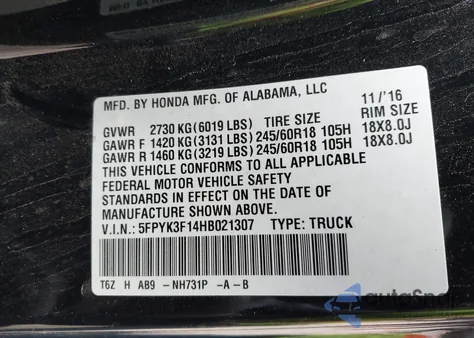 MFD. BY HONDA MFG. OF ALABAMA, LLC
11/'16
GVWR 2730 KG(6019 LBS) TIRE SIZE RIM SIZE
GAWR F 1420 KG(3131 LBS) 245/60R18 105H 18X8.0J
GAWR R 1460 KG(3219 LBS) 245/60R18 105H 18X8.0J
THIS VEHICLE CONFORMS TO ALL APPLICABLE
FEDERAL MOTOR VEHICLE SAFETY
STANDARDS IN EFFECT ON THE DATE OF
MANUFACTURE SHOWN ABOVE.
V.I.N.: 5FPYK3F14HB021307 TYPE: TRUCK
T6Z H AB9 -NH731P -A-B